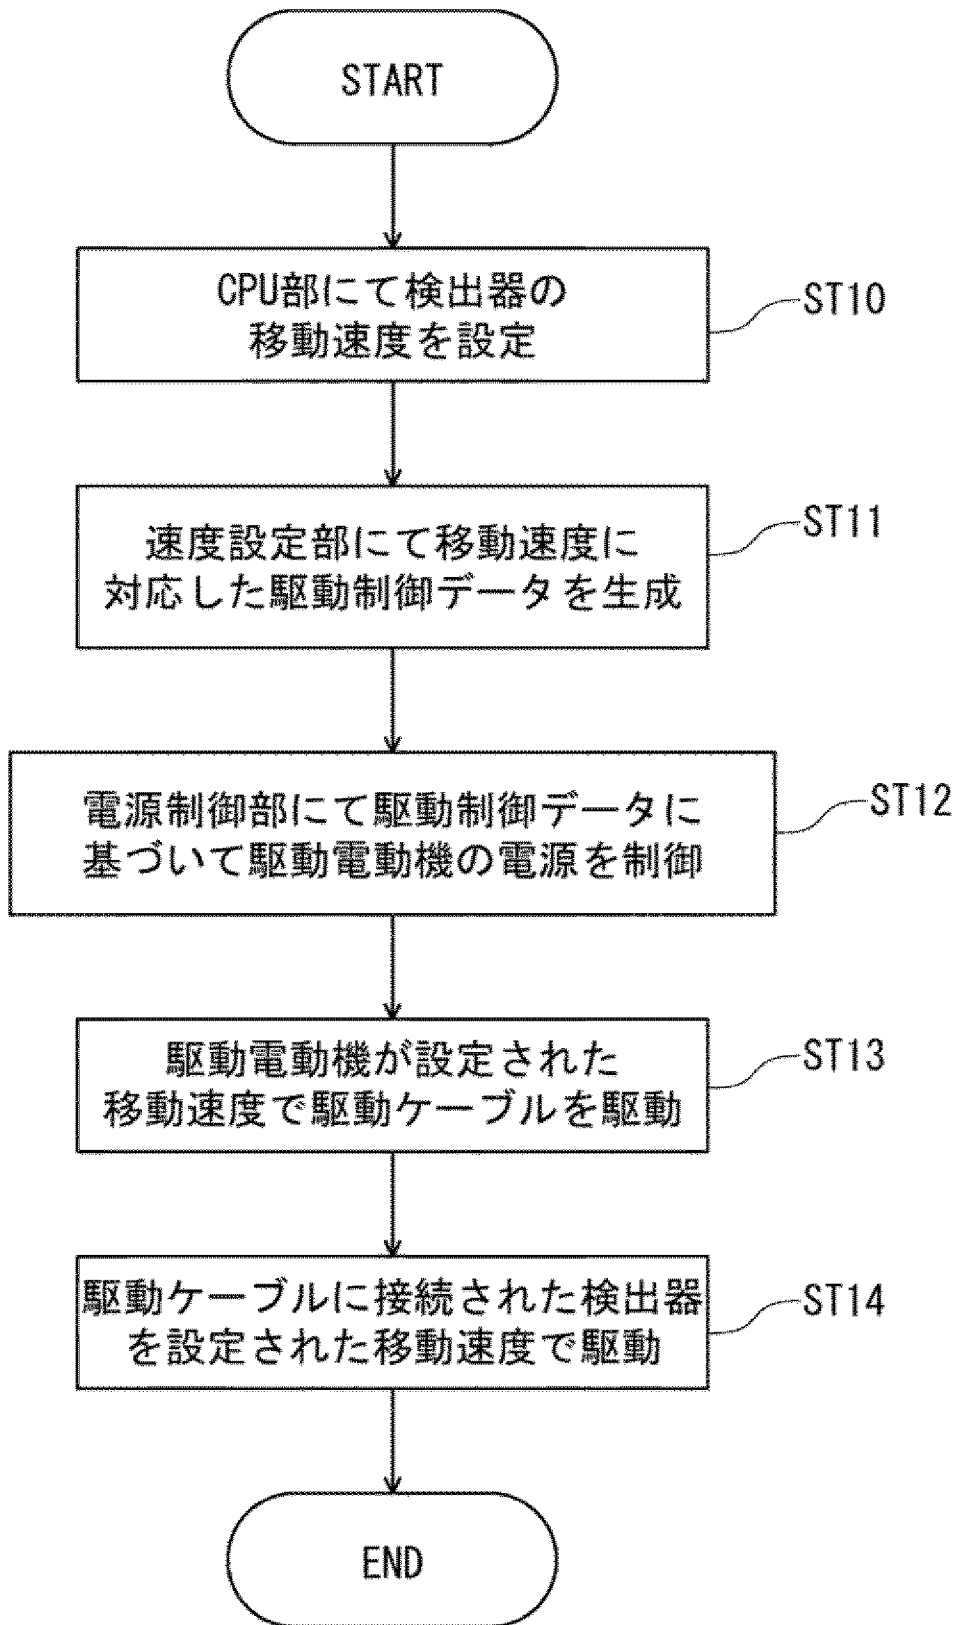 START
CPU部にて検出器の
移動速度を設定
ST10
速度設定部にて移動速度に
対応した駆動制御データを生成
ST11
電源制御部にて駆動制御データに
基づいて駆動電動機の電源を制御
ST12
駆動電動機が設定された
移動速度で駆動ケーブルを駆動
ST13
駆動ケーブルに接続された検出器
を設定された移動速度で駆動
ST14
END